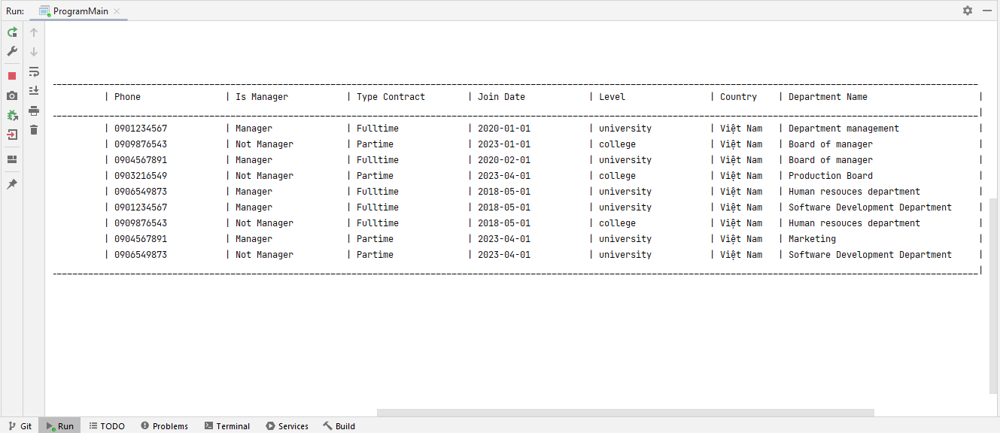 Run: ProgramMain
| Phone | Is Manager | Type Contract | Join Date | Level | Country | Department Name |
|
| 0901234567 | Manager | Fulltime | 2020-01-01 | university | Việt Nam | Department management |
| 0909876543 | Not Manager | Partime | 2023-01-01 | college | Việt Nam | Board of manager |
| 0904567891 | Manager | Fulltime | 2020-02-01 | university | Việt Nam | Board of manager |
| 0903216549 | Not Manager | Partime | 2023-04-01 | college | Việt Nam | Production Board |
| 0906549873 | Manager | Fulltime | 2018-05-01 | university | Việt Nam | Human resouces department |
| 0901234567 | Manager | Fulltime | 2018-05-01 | university | Việt Nam | Software Development Department |
| 0909876543 | Not Manager | Fulltime | 2018-05-01 | college | Việt Nam | Human resouces department |
| 0904567891 | Manager | Partime | 2023-04-01 | university | Việt Nam | Marketing |
| 0906549873 | Not Manager | Partime | 2023-04-01 | university | Việt Nam | Software Development Department |
|
Git Run TODO Problems Terminal Services Build